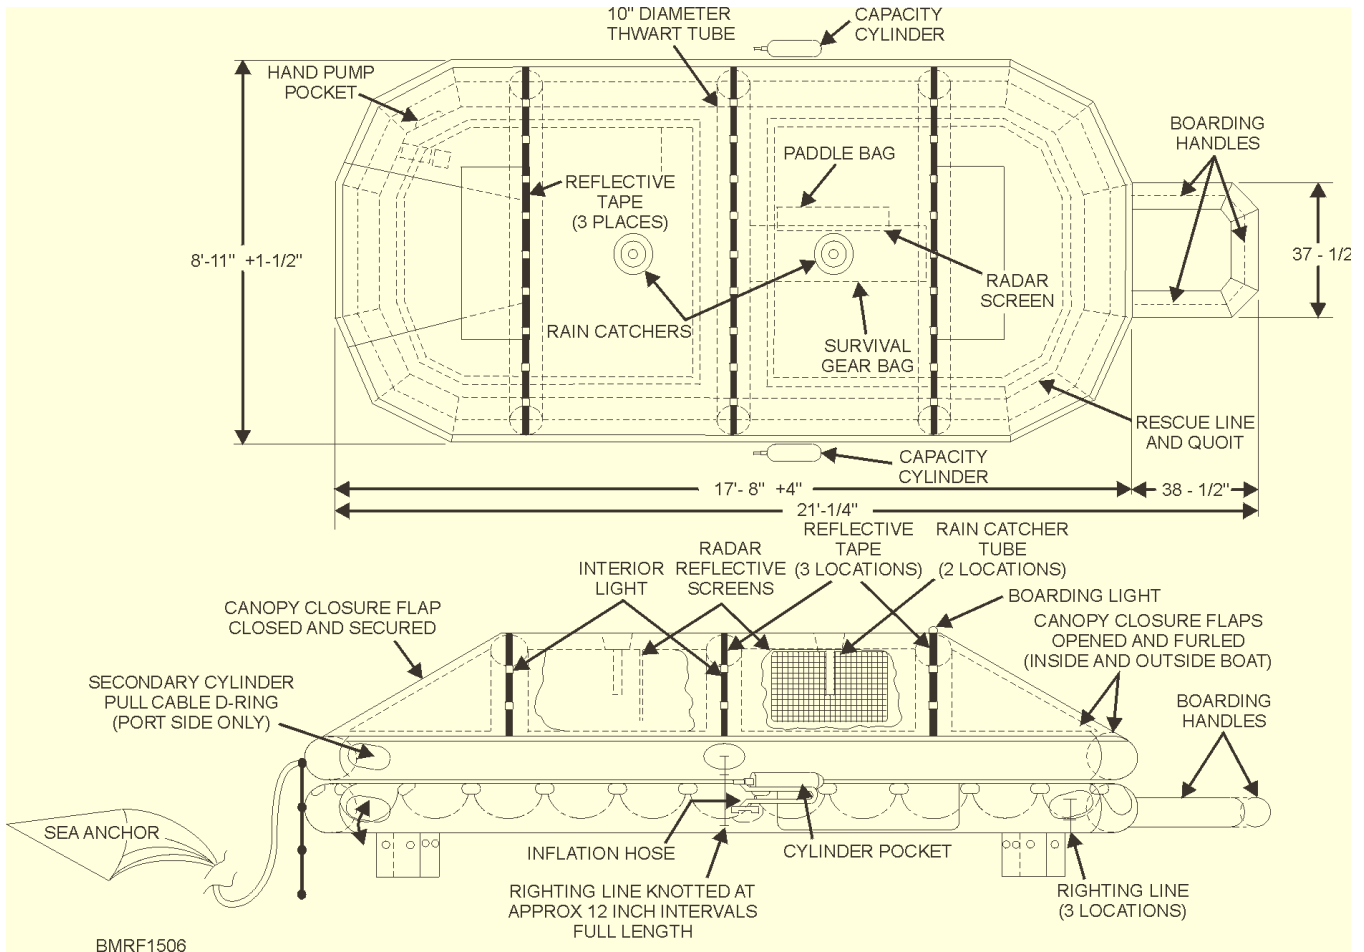 10" DIAMETER
THWART TUBE
CAPACITY
CYLINDER
HAND PUMP
POCKET
BOARDING
HANDLES
PADDLE BAG
REFLECTIVE
TAPE
(3 PLACES)
8'-11" +1-1/2"
37 - 1/2
RADAR
SCREEN
RAIN CATCHERS
SURVIVAL
GEAR BAG
RESCUE LINE
AND QUOIT
CAPACITY
CYLINDER
17'- 8" +4"
38 - 1/2"
21'-1/4"
REFLECTIVE
TAPE
(3 LOCATIONS)
RAIN CATCHER
TUBE
(2 LOCATIONS)
RADAR
REFLECTIVE
SCREENS
INTERIOR
LIGHT
BOARDING LIGHT
CANOPY CLOSURE FLAP
CLOSED AND SECURED
CANOPY CLOSURE FLAPS
OPENED AND FURLED
(INSIDE AND OUTSIDE BOAT)
SECONDARY CYLINDER
PULL CABLE D-RING
(PORT SIDE ONLY)
BOARDING
HANDLES
SEA ANCHOR
INFLATION HOSE
CYLINDER POCKET
RIGHTING LINE KNOTTED AT
APPROX 12 INCH INTERVALS
FULL LENGTH
RIGHTING LINE
(3 LOCATIONS)
BMRF1506